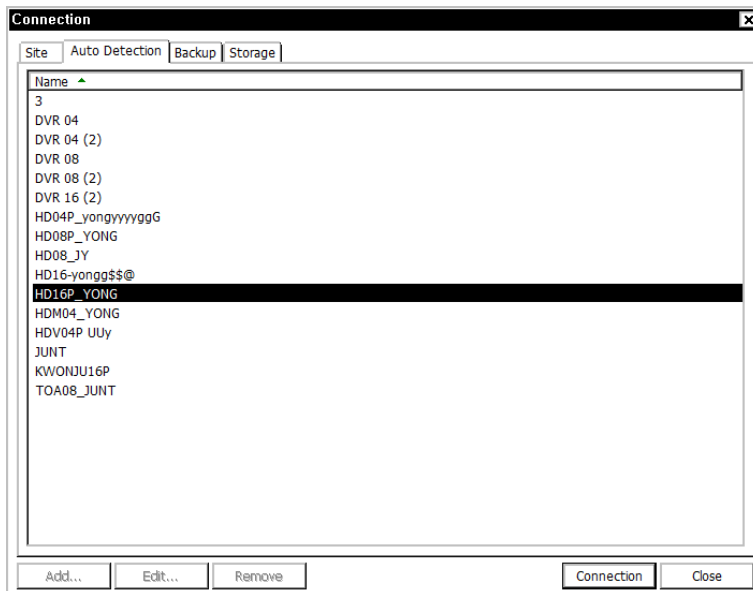 Connection
Site Auto Detection Backup Storage
Name
3
DVR 04
DVR 04 (2)
DVR 08
DVR 08 (2)
DVR 16 (2)
HD04P_yongyyyyggG
HD08P_YONG
HD08_JY
HD16-yongg$$@
HD16P_YONG
HDM04_YONG
HDV04P UUy
JUNT
KWONJU16P
TOA08_JUNT
Add... Edit... Remove Connection Close